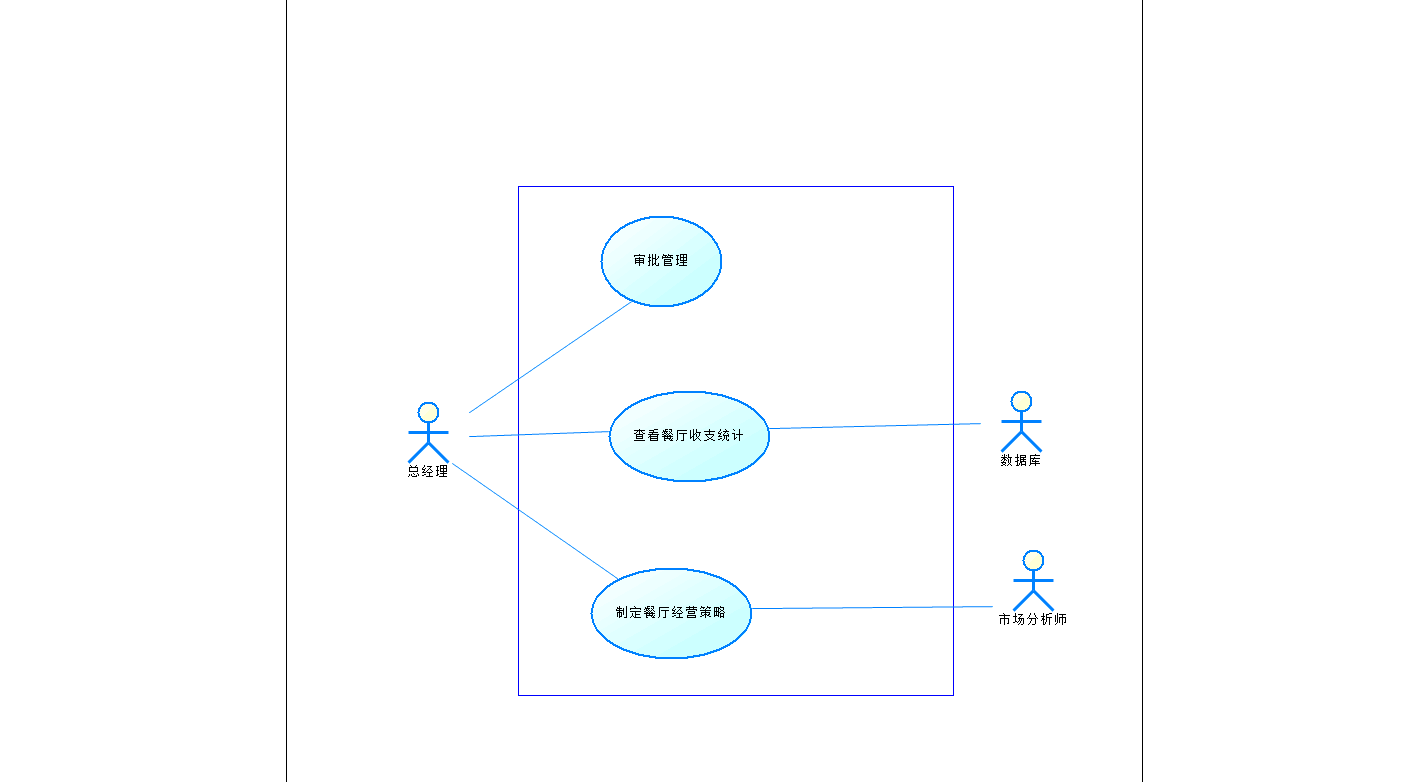 审批管理
查看餐厅收支统计
总经理
数据库
制定餐厅经营策略
市场分析师